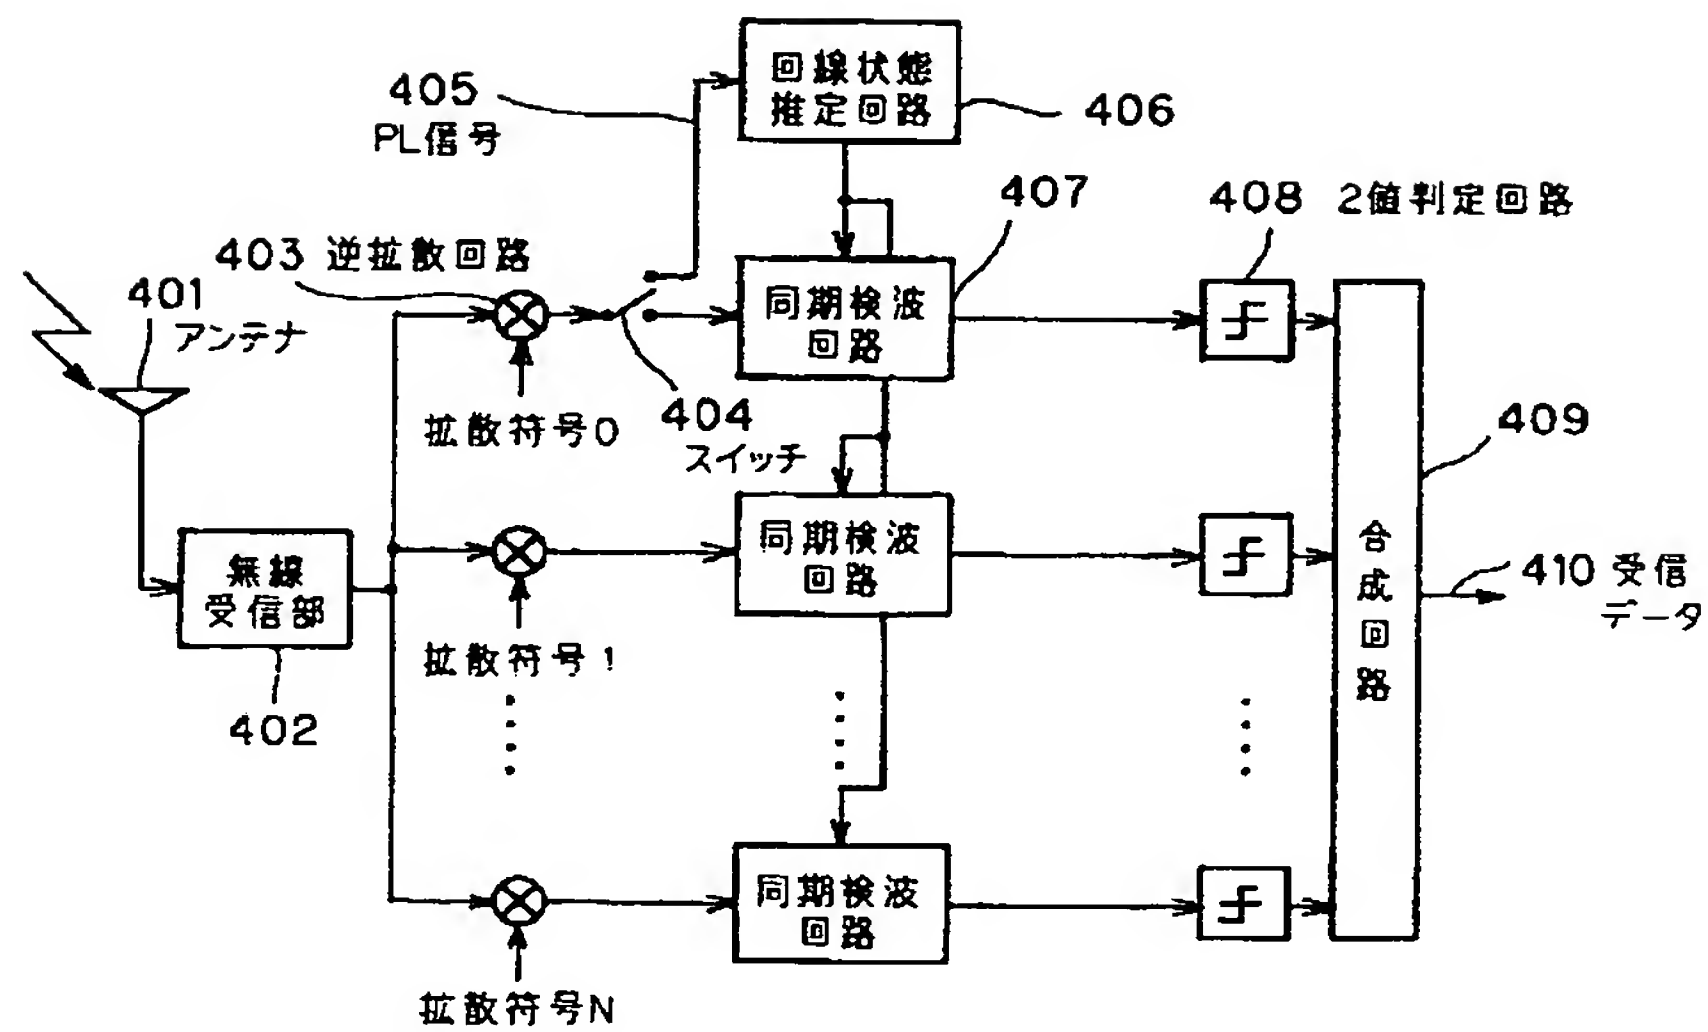 回線状態
推定回路
405
PL信号
406
407
408 2値判定回路
403 逆拡散回路
401
アンテナ
同期検波
回路
拡散符号0
404
スイッチ
409
無線
受信部
同期検波
回路
合成回路
410 受信
データ
拡散符号1
402
同期検波
回路
拡散符号N